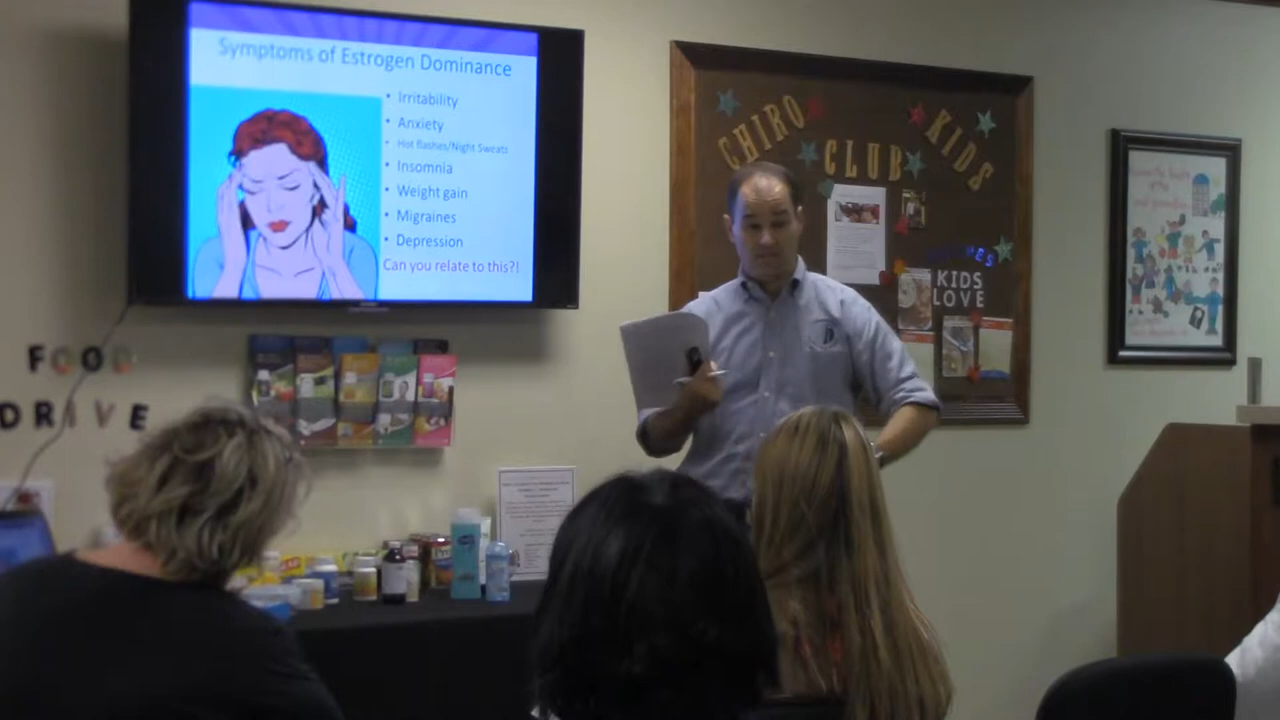 Symptoms of Estrogen Dominance
• Irritability
• Anxiety
• Hot flashes/Night Sweats
• Insomnia
• Weight gain
• Migraines
• Depression
Can you relate to this?!
CHIRO
KIDS
CLUB
KIDS
LOVE
FOOD
DRIVE